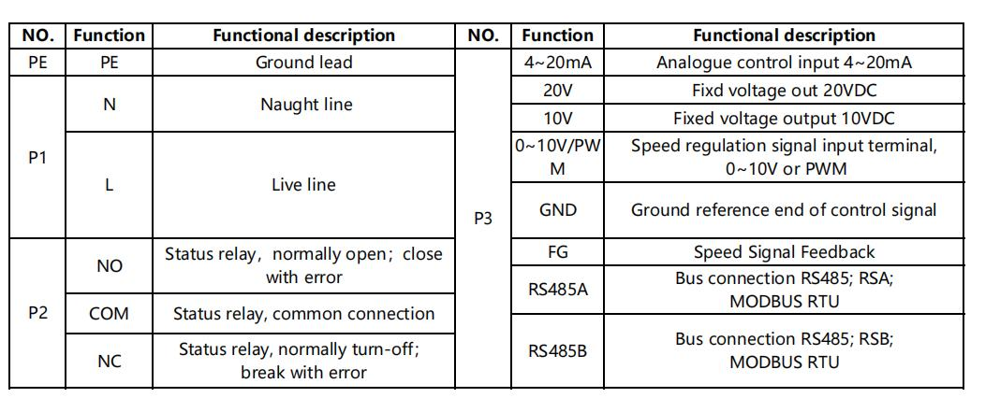 NO. Function Functional description NO. Function Functional description
PE PE Ground lead 4~20mA Analogue control input 4~20mA
20V Fixd voltage out 20VDC
N Naught line
10V Fixed voltage output 10VDC
0~10V/PW Speed regulation signal input terminal,
M 0~10V or PWM
P1
L Live line
GND Ground reference end of control signal
P3
NO Status relay, normally open; close
with error
FG Speed Signal Feedback
RS485A Bus connection RS485; RSA;
MODBUS RTU
P2 COM Status relay, common connection
NC Status relay, normally turn-off;
break with error
RS485B Bus connection RS485; RSB;
MODBUS RTU